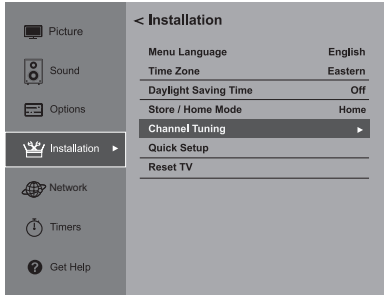 Picture
Sound
Options
Installation
Network
Timers
Get Help
< Installation
Menu Language English
Time Zone Eastern
Daylight Saving Time Off
Store / Home Mode Home
Channel Tuning
Quick Setup
Reset TV